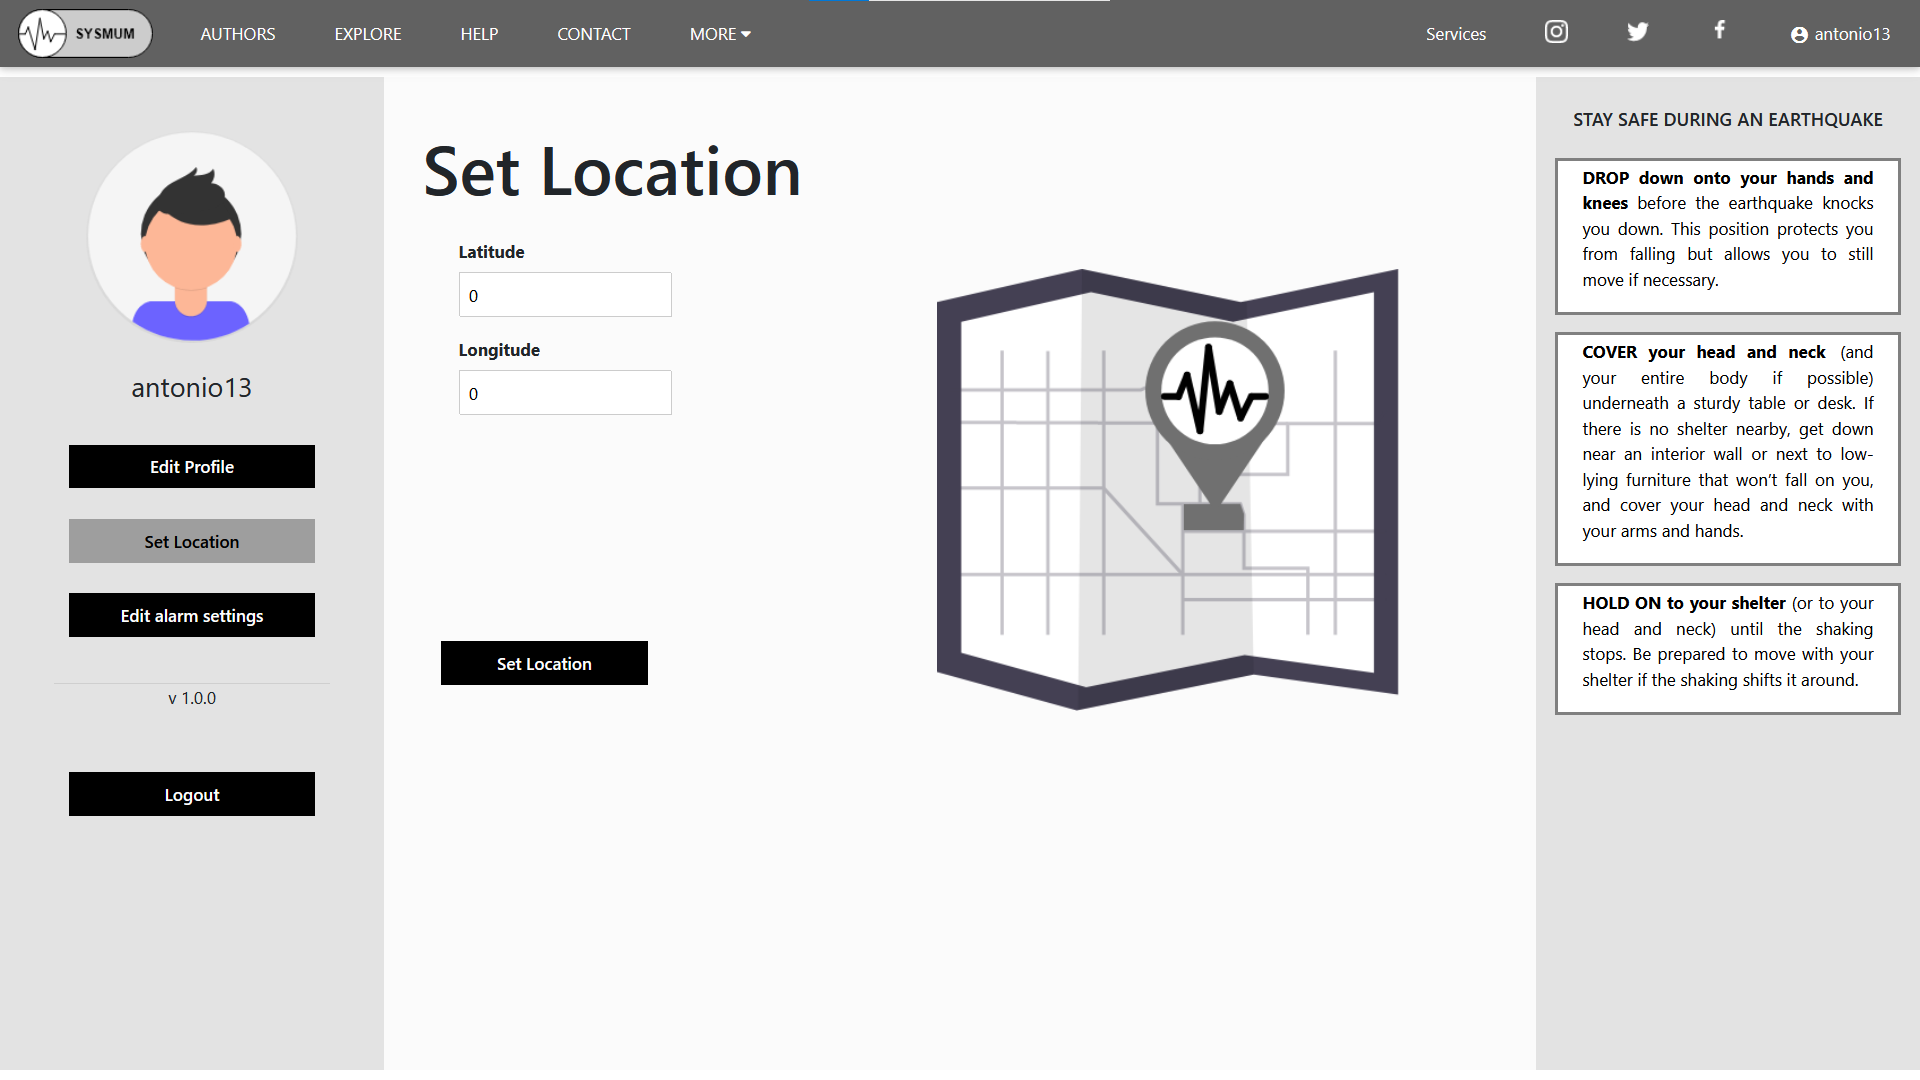 SYSMUM
AUTHORS
EXPLORE
HELP
CONTACT
MORE
Services
antonio13
antonio13
Edit Profile
Set Location
Edit alarm settings
v 1.0.0
Logout
Set Location
Latitude
0
Longitude
0
Set Location
STAY SAFE DURING AN EARTHQUAKE
DROP down onto your hands and
knees before the earthquake knocks
you down. This position protects you
from falling but allows you to still
move if necessary.
COVER your head and neck (and
your entire body if possible)
underneath a sturdy table or desk. If
there is no shelter nearby, get down
near an interior wall or next to low-
lying furniture that won’t fall on you,
and cover your head and neck with
your arms and hands.
HOLD ON to your shelter (or to your
head and neck) until the shaking
stops. Be prepared to move with your
shelter if the shaking shifts it around.